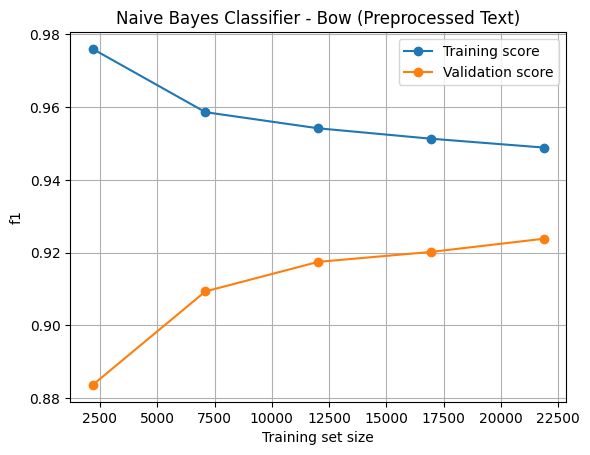 Naive Bayes Classifier - Bow (Preprocessed Text)
Training score
Validation score
0.98
0.96
0.94
0.92
0.90
0.88
f1
2500 5000 7500 10000 12500 15000 17500 20000 22500
Training set size